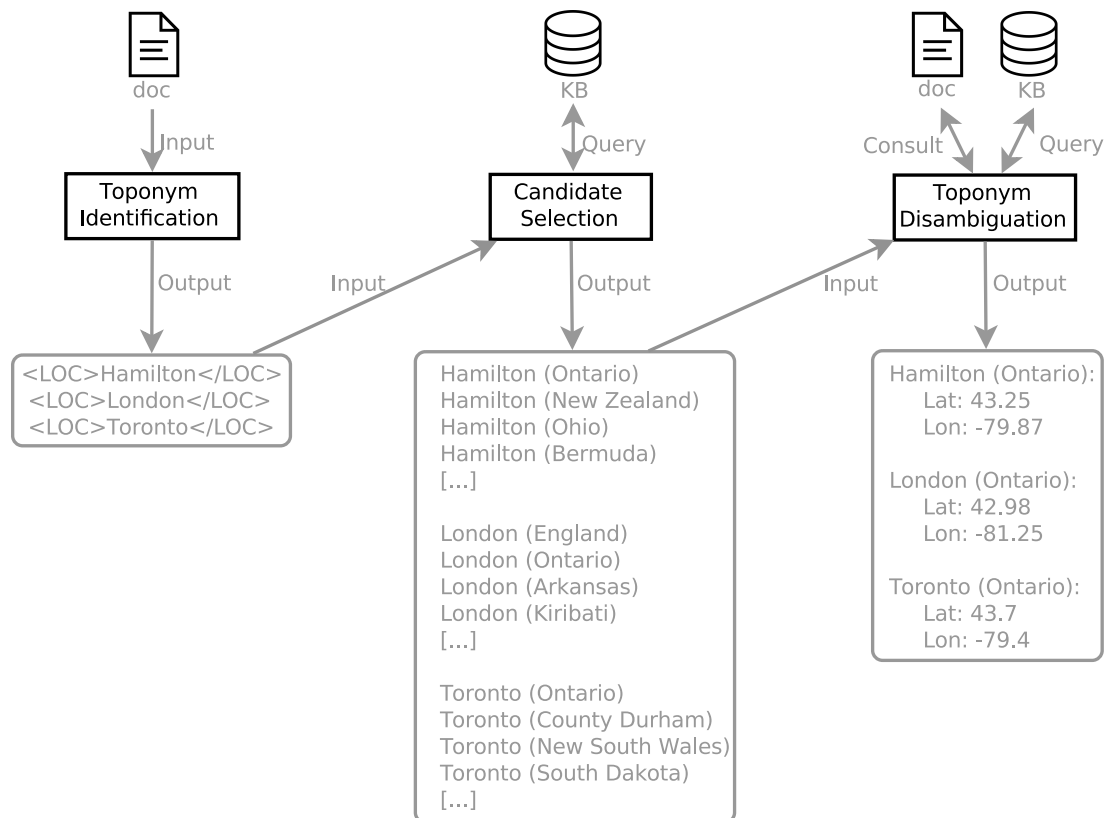 doc
Input
Toponym
Identification
Output
<LOC>Hamilton</LOC>
<LOC>London</LOC>
<LOC>Toronto</LOC>
Input
KB
Query
Candidate
Selection
Output
Hamilton (Ontario)
Hamilton (New Zealand)
Hamilton (Ohio)
Hamilton (Bermuda)
[...]
London (England)
London (Ontario)
London (Arkansas)
London (Kiribati)
[...]
Toronto (Ontario)
Toronto (County Durham)
Toronto (New South Wales)
Toronto (South Dakota)
[...]
Input
doc
KB
Consult
Query
Toponym
Disambiguation
Output
Hamilton (Ontario):
Lat: 43.25
Lon: -79.87
London (Ontario):
Lat: 42.98
Lon: -81.25
Toronto (Ontario):
Lat: 43.7
Lon: -79.4